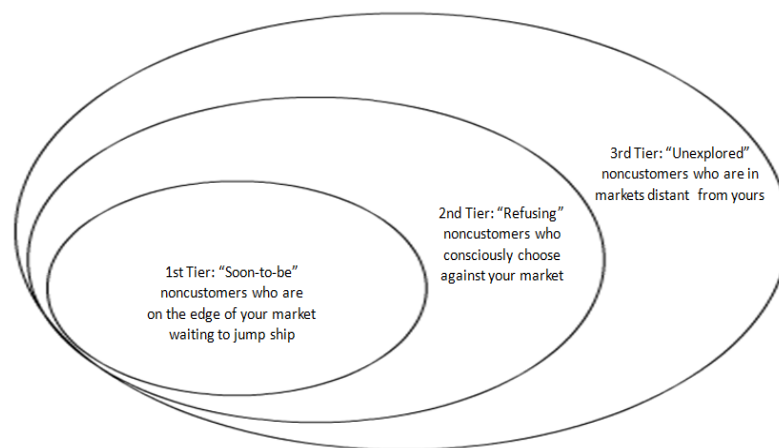 3rd Tier: “Unexplored”
noncustomers who are in
markets distant from yours
2nd Tier: “Refusing”
noncustomers who
consciously choose
against your market
1st Tier: “Soon-to-be”
noncustomers who are
on the edge of your market
waiting to jump ship